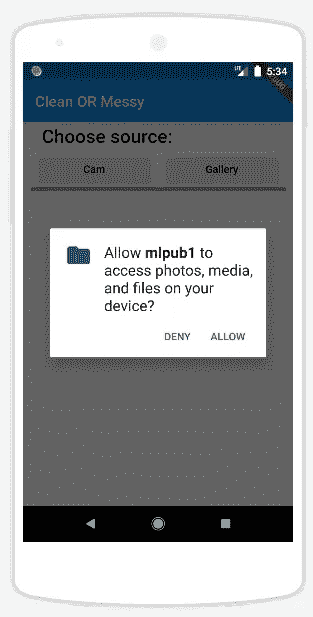 5:34
Clean OR Messy
Choose source:
Cam Gallery
Allow mlpub1 to
access photos, media,
and files on your
device?
DENY ALLOW